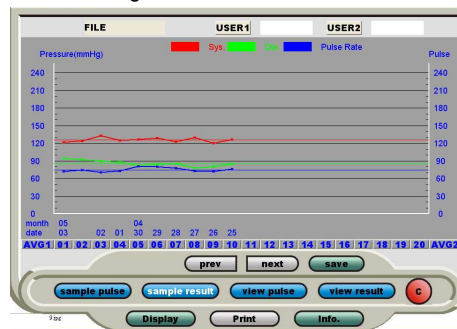 FILE USER1 USER2
Sys. Dia. Pulse Rate
Pressure(mmHg) Pulse
240 240
210 210
180 180
150 150
120 120
90 90
60 60
30 30
0 0
month 05 04
date 03 02 01 30 29 28 27 26 25
AVG1 01 02 03 04 05 06 07 08 09 10 11 12 13 14 15 16 17 18 19 20 AVG2
prev next save
sample pulse sample result view pulse view result C
Display Print Info.